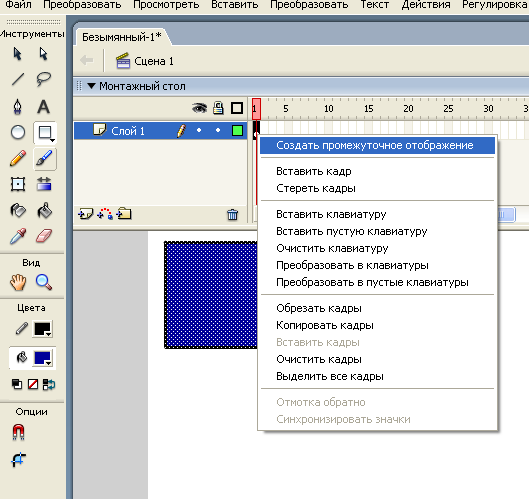 Файл Преобразовать Просмотреть Вставить Преобразовать Текст Действия Регулировка
Инструменты
Безымянный-1*
Сцена 1
Монтажный стол
1 5 10 15 20 25 30 3
Слой 1
Создать промежуточное отображение
Вставить кадр
Стереть кадры
Вставить клавиатуру
Вставить пустую клавиатуру
Очистить клавиатуру
Преобразовать в клавиатуры
Преобразовать в пустые клавиатуры
Обрезать кадры
Копировать кадры
Вставить кадры
Очистить кадры
Выделить все кадры
Отмотка обратно
Синхронизировать значки
Вид
Цвета
Опции